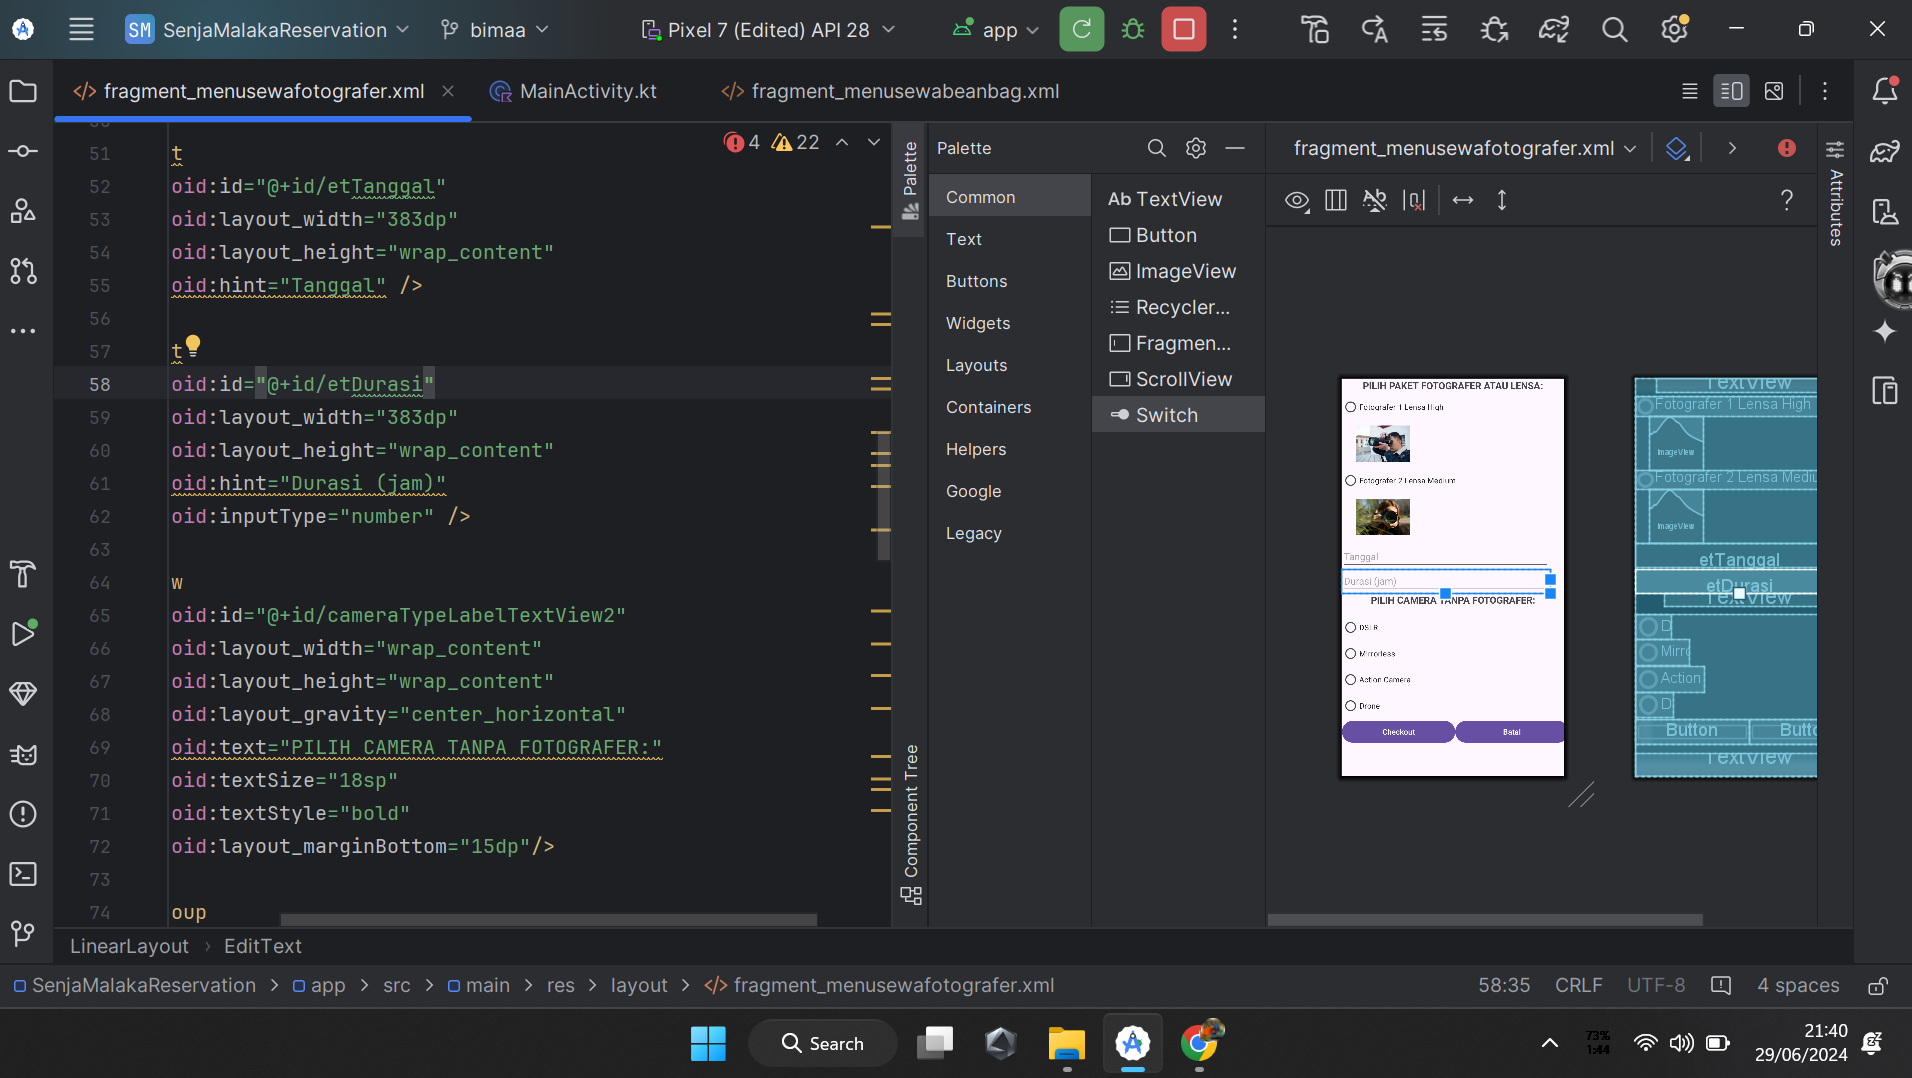 SM SenjaMalakaReservation
bimaa
Pixel 7 (Edited) API 28
app
fragment_menusewafotografer.xml
MainActivity.kt
fragment_menusewabeanbag.xml
4 22
51 t
52 oid:id="@+id/etTanggal"
53 oid:layout_width="383dp"
54 oid:layout_height="wrap_content"
55 oid:hint="Tanggal" />
56
57 t
58 oid:id="@+id/etDurasi"
59 oid:layout_width="383dp"
60 oid:layout_height="wrap_content"
61 oid:hint="Durasi (jam)"
62 oid:inputType="number" />
63
64 w
65 oid:id="@+id/cameraTypeLabelTextView2"
66 oid:layout_width="wrap_content"
67 oid:layout_height="wrap_content"
68 oid:layout_gravity="center_horizontal"
69 oid:text="PILIH CAMERA TANPA FOTOGRAFER:"
70 oid:textSize="18sp"
71 oid:textStyle="bold"
72 oid:layout_marginBottom="15dp"/>
73
74 oup
LinearLayout > EditText
Palette
Component Tree
Palette
Common
Text
Buttons
Widgets
Layouts
Containers
Helpers
Google
Legacy
Ab TextView
Button
ImageView
Recycler...
Fragmen...
ScrollView
Switch
fragment_menusewafotografer.xml
?
Attributes
PILIH PAKET FOTOGRAFER ATAU LENSA:
Fotografer 1 Lensa High
Fotografer 2 Lensa Medium
Tanggal
Durasi (jam)
PILIH CAMERA TANPA FOTOGRAFER:
DSLR
Mirrorless
Action Camera
Drone
Checkout
Batal
TextView
Fotografer 1 Lensa High
ImageView
Fotografer 2 Lensa Mediu
ImageView
etTanggal
etDurasi
TextView
D
Mirro
Action
D
Button
Butto
TextView
SenjaMalakaReservation > app > src > main > res > layout > fragment_menusewafotografer.xml
58:35
CRLF
UTF-8
4 spaces
Search
73%
1:44
21:40
29/06/2024